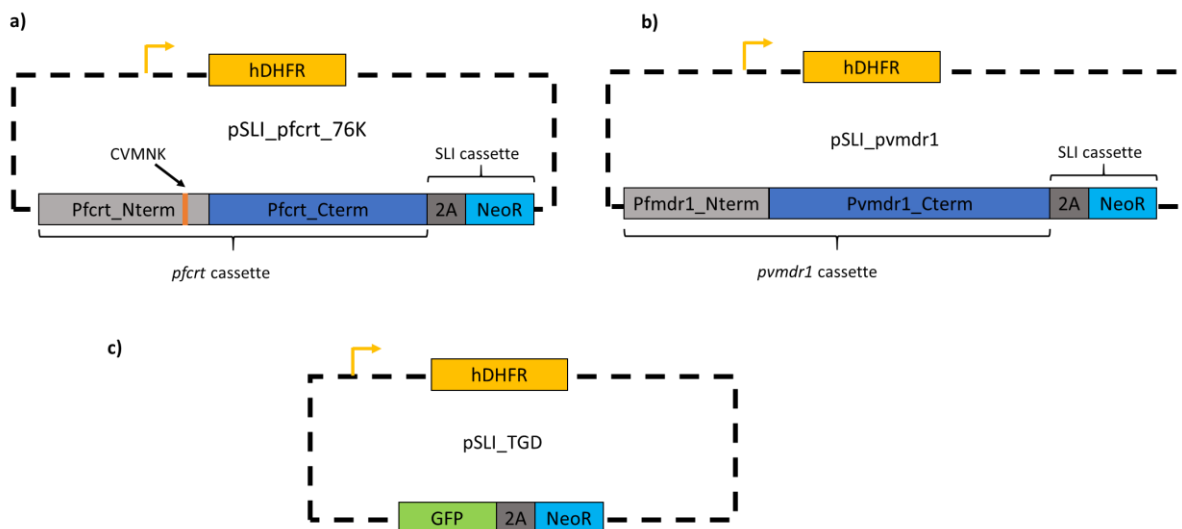 a)
hDHFR
pSLI_pfcrt_76K
CVMNK
SLI cassette
Pfcrt_Nterm
Pfcrt_Cterm
2A
NeoR
pfcrt cassette
b)
hDHFR
pSLI_pvmdr1
SLI cassette
Pfmdr1_Nterm
Pvmdr1_Cterm
2A
NeoR
pvmdr1 cassette
c)
hDHFR
pSLI_TGD
GFP
2A
NeoR